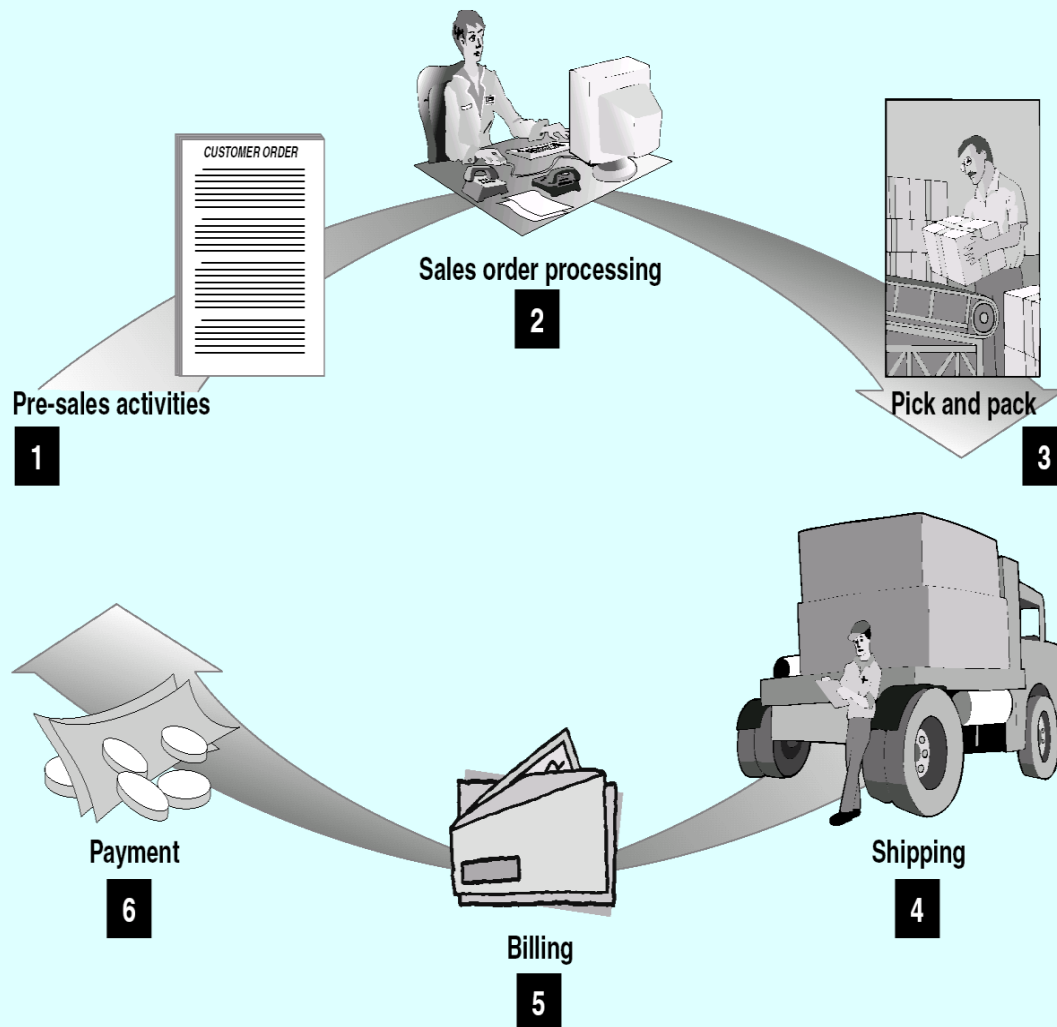 CUSTOMER ORDER
Sales order processing
2
Pre-sales activities
1
Pick and pack
3
Payment
6
Shipping
4
Billing
5